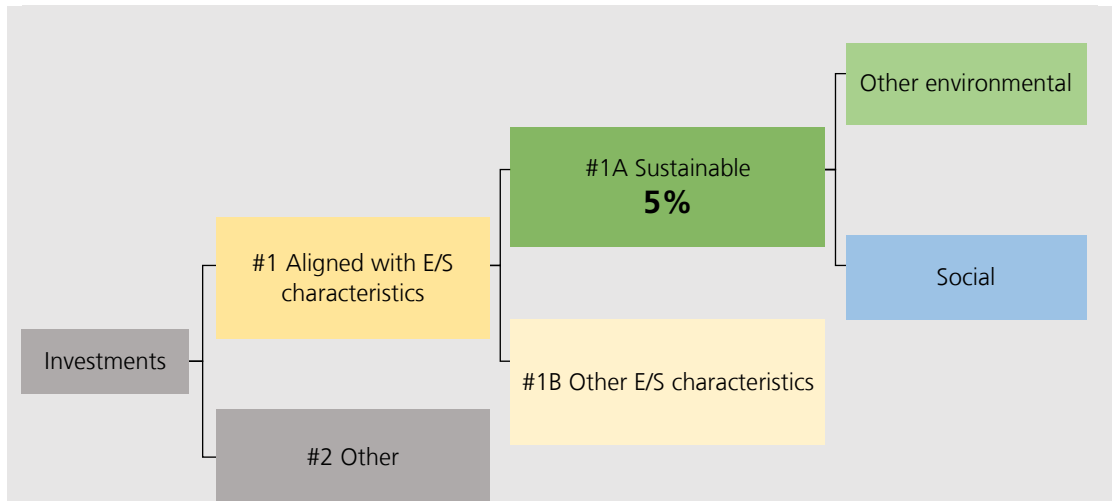 Other environmental
#1A Sustainable
5%
#1 Aligned with E/S
characteristics
Social
Investments
#1B Other E/S characteristics
#2 Other